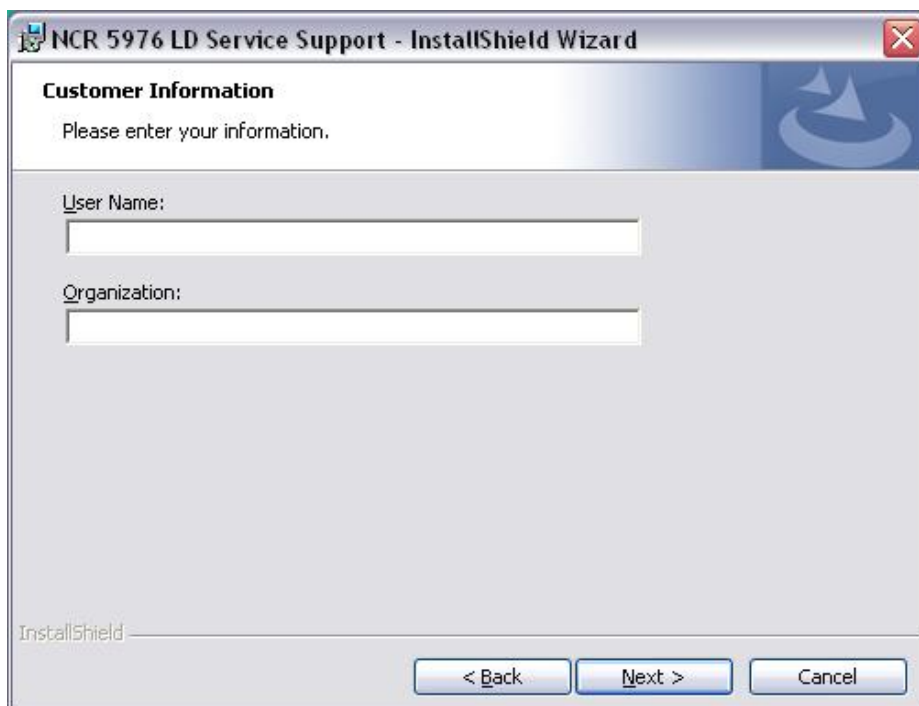 NCR 5976 LD Service Support - InstallShield Wizard
Customer Information
Please enter your information.
User Name:
Organization:
InstallShield
< Back
Next >
Cancel